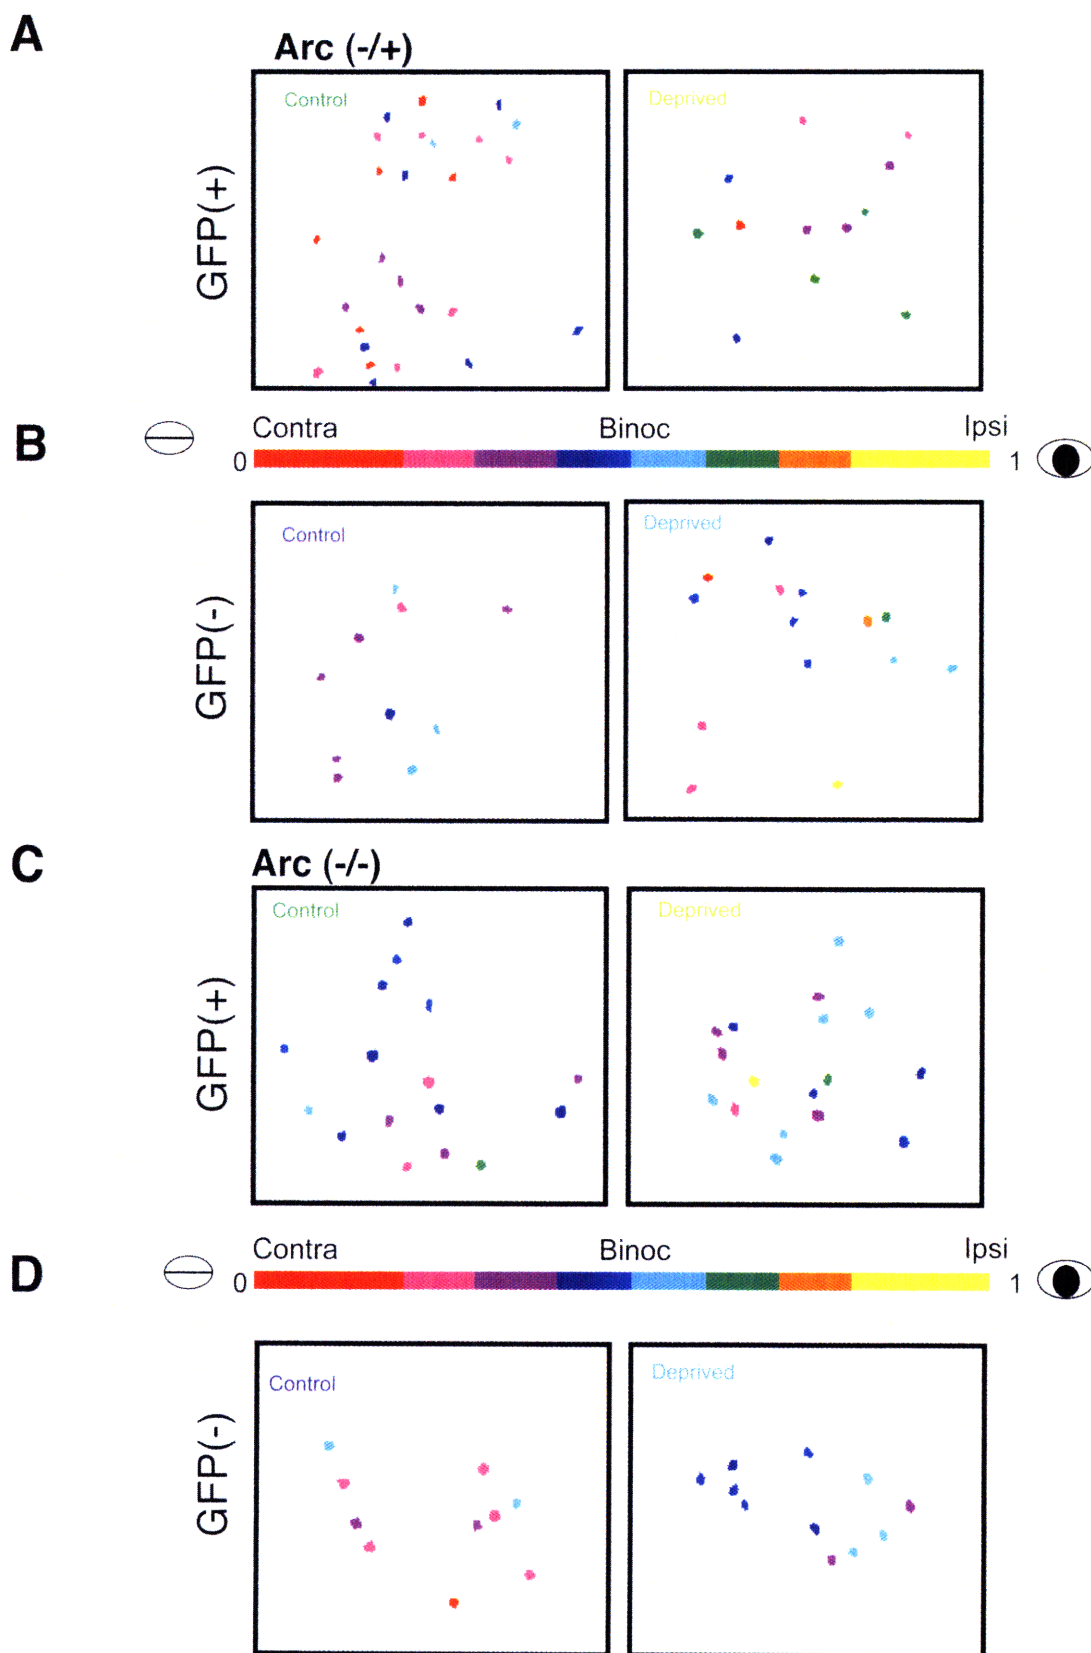 A
Arc (-/+)
Control
Deprived
GFP(+)
B
Contra Binoc Ipsi
0 1
Control
Deprived
GFP(-)
C
Arc (-/-)
Control
Deprived
GFP(+)
D
Contra Binoc Ipsi
0 1
Control
Deprived
GFP(-)